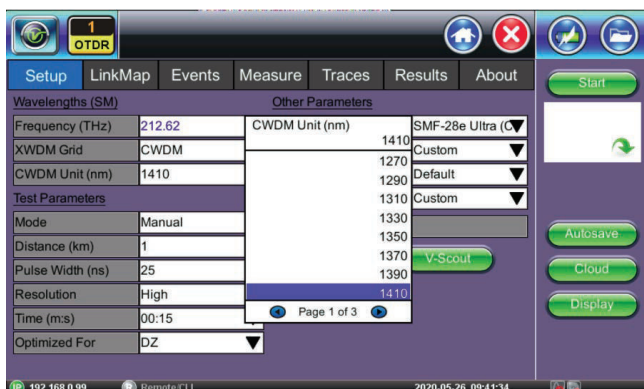 1
OTDR
Setup LinkMap Events Measure Traces Results About
Start
Wavelengths (SM) Other Parameters
Frequency (THz) 212.62 CWDM Unit (nm) SMF-28e Ultra (C
1410
XWDM Grid CWDM Custom
1270
CWDM Unit (nm) 1410 1290 Default
Test Parameters 1310 Custom
Mode Manual 1330
1350
Autosave
Distance (km) 1
1370 V-Scout
Pulse Width (ns) 25 1390 Cloud
Resolution High 1410
Time (m:s) 00:15 Page 1 of 3 Display
Optimized For DZ
IP 192.168.0.99 R Remote/CLI 2020-05-26 09:41:34